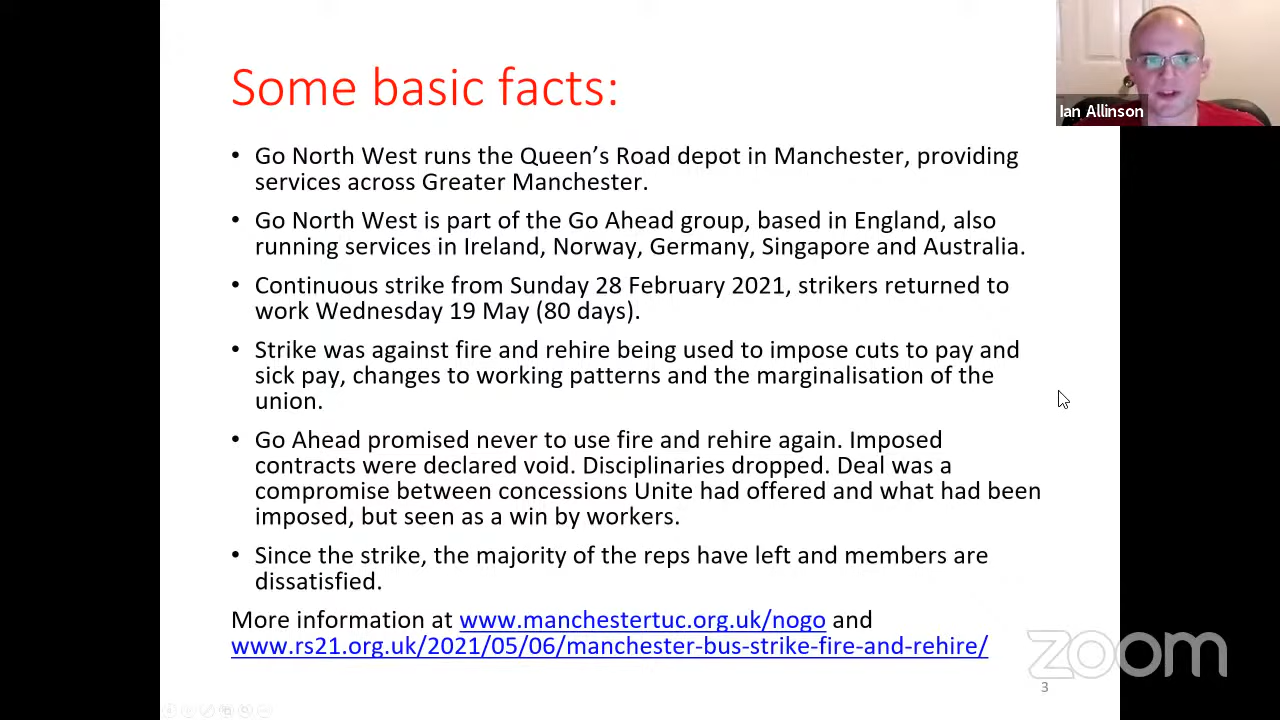 Some basic facts:
Ian Allinson
• Go North West runs the Queen's Road depot in Manchester, providing
services across Greater Manchester.
• Go North West is part of the Go Ahead group, based in England, also
running services in Ireland, Norway, Germany, Singapore and Australia.
• Continuous strike from Sunday 28 February 2021, strikers returned to
work Wednesday 19 May (80 days).
• Strike was against fire and rehire being used to impose cuts to pay and
sick pay, changes to working patterns and the marginalisation of the
union.
• Go Ahead promised never to use fire and rehire again. Imposed
contracts were declared void. Disciplinaries dropped. Deal was a
compromise between concessions Unite had offered and what had been
imposed, but seen as a win by workers.
• Since the strike, the majority of the reps have left and members are
dissatisfied.
More information at www.manchestertuc.org.uk/nogo and
www.rs21.org.uk/2021/05/06/manchester-bus-strike-fire-and-rehire/
zoom
3